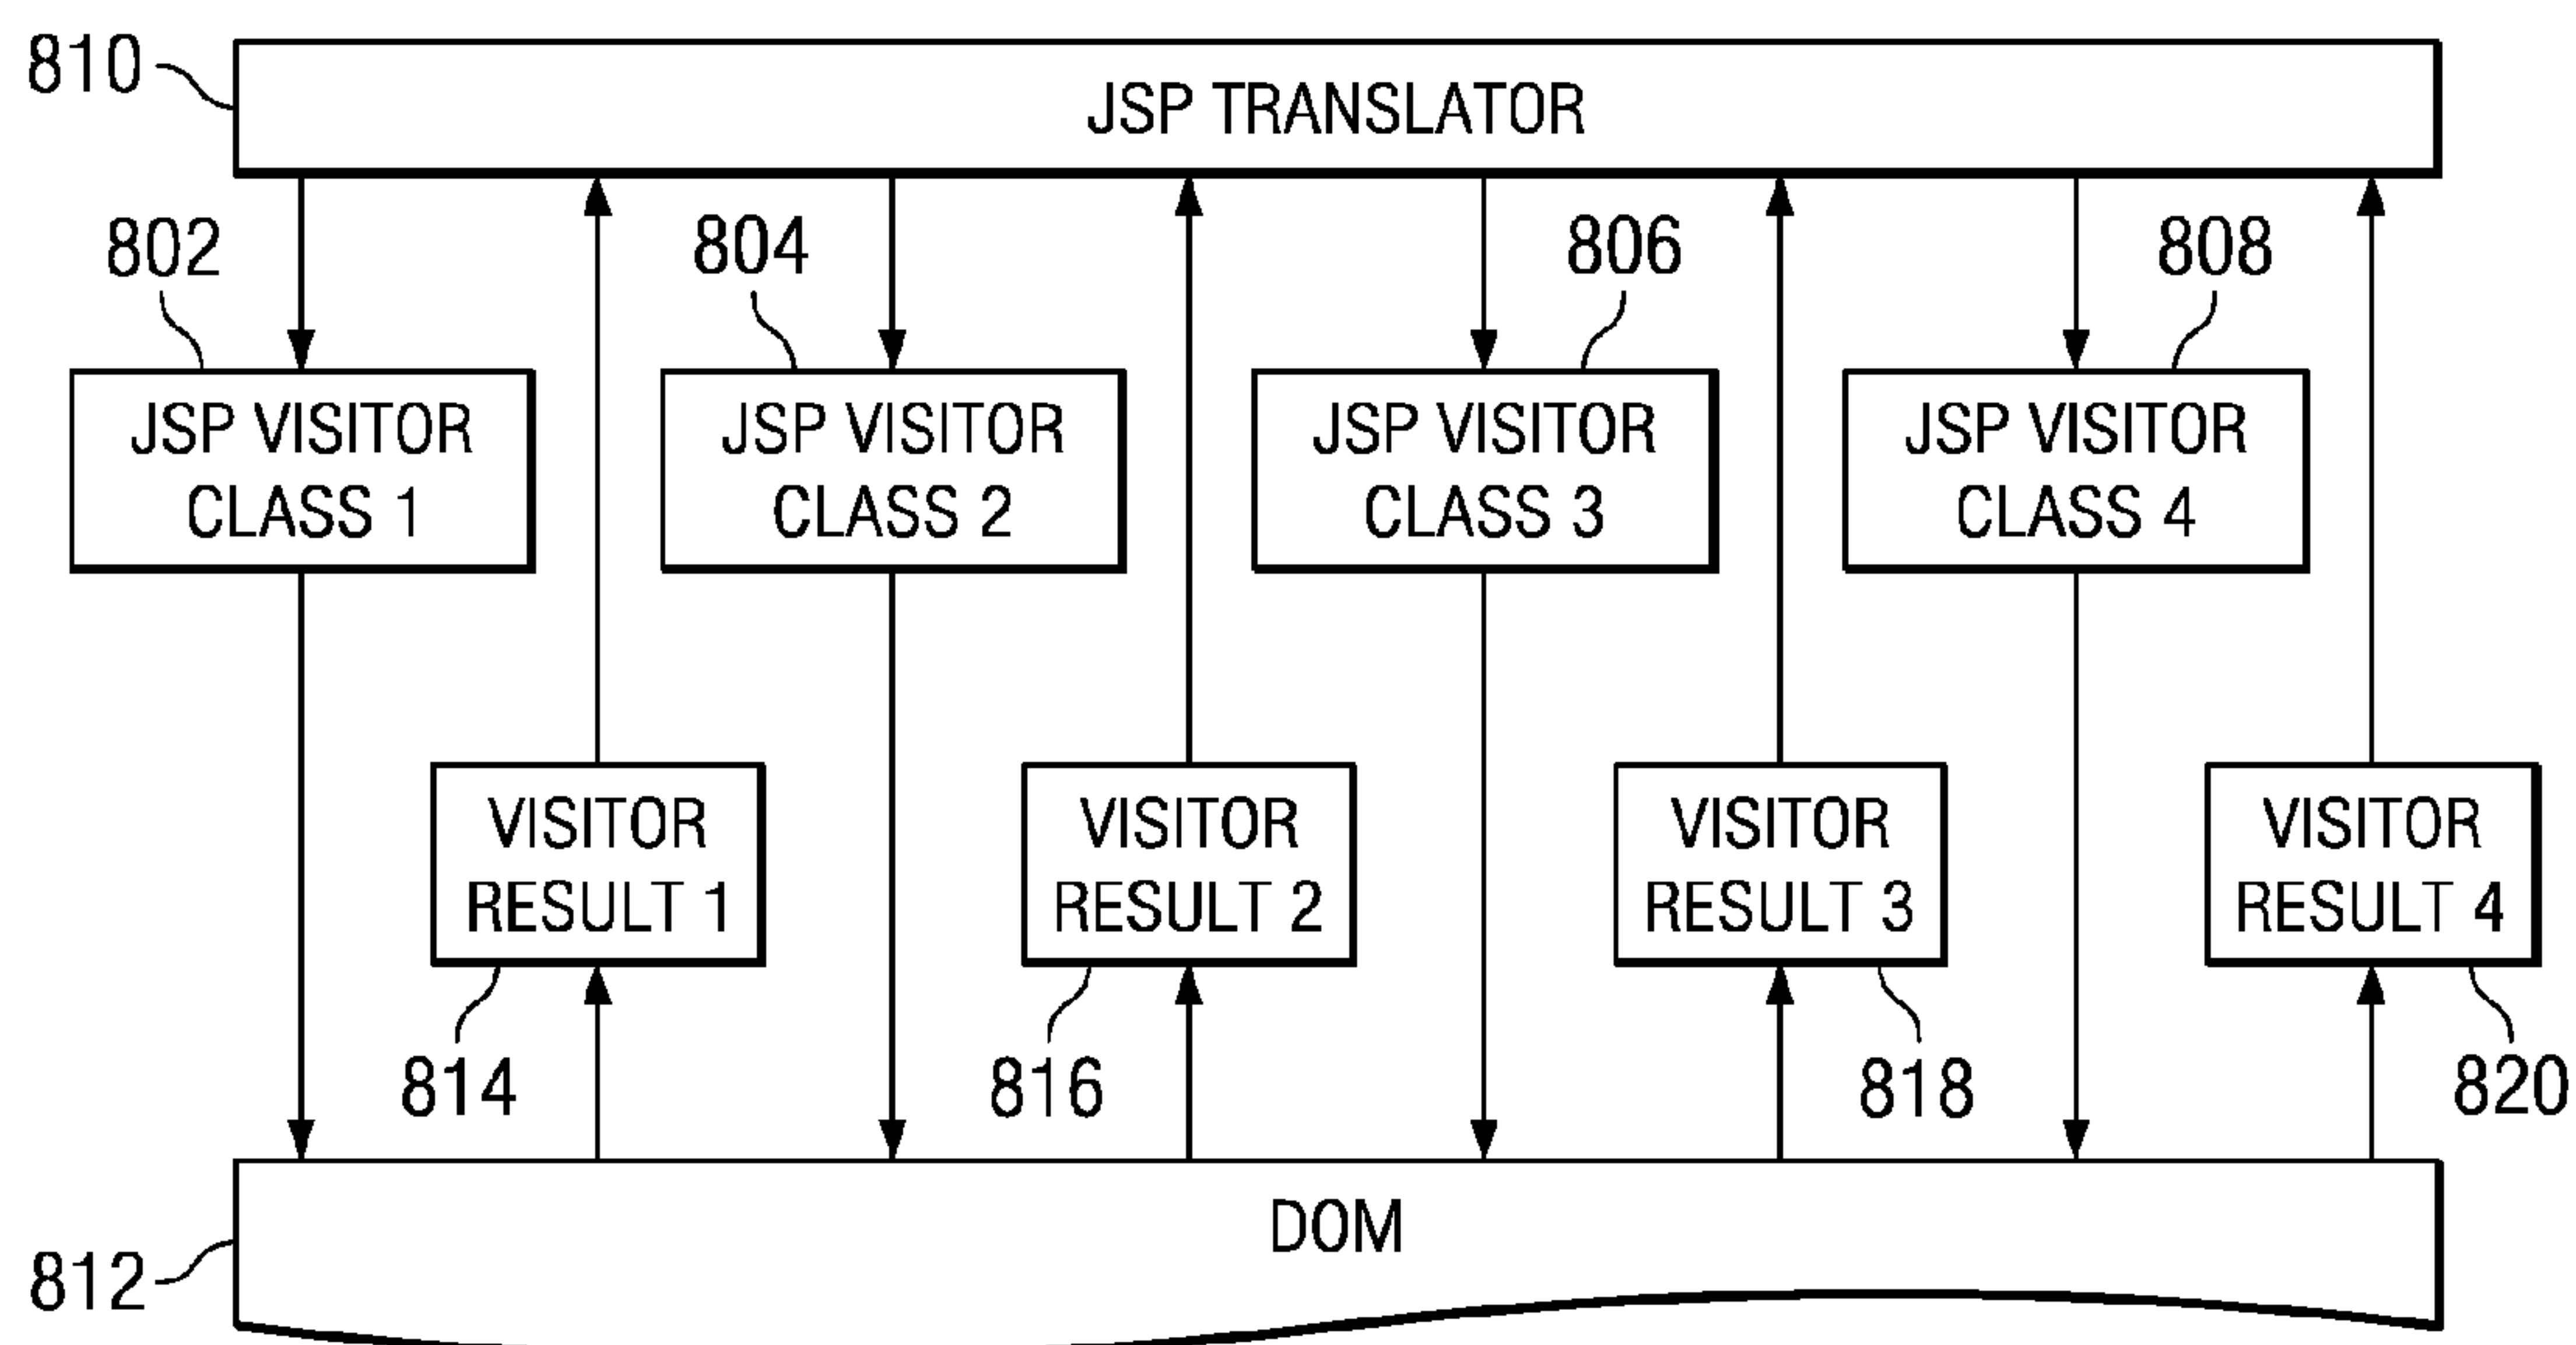 810
JSP TRANSLATOR
802
804
806
808
JSP VISITOR
CLASS 1
JSP VISITOR
CLASS 2
JSP VISITOR
CLASS 3
JSP VISITOR
CLASS 4
VISITOR
RESULT 1
VISITOR
RESULT 2
VISITOR
RESULT 3
VISITOR
RESULT 4
814
816
818
820
DOM
812